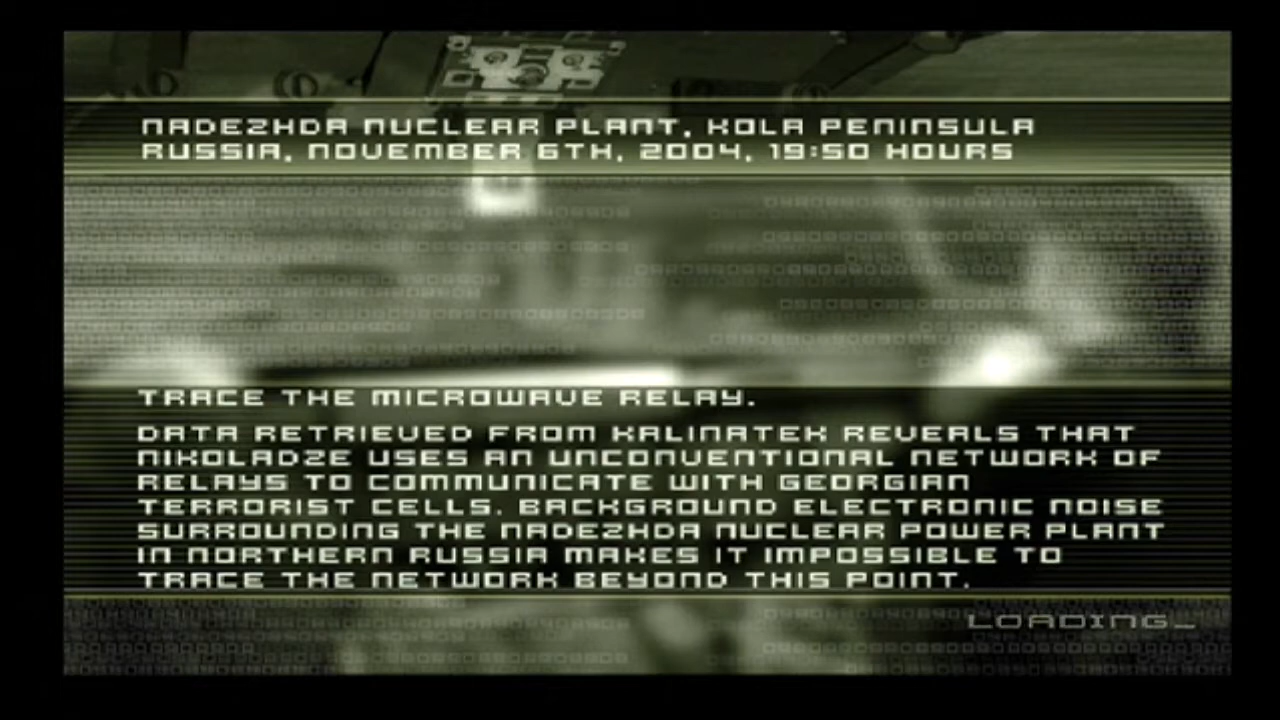 NADEZHDA NUCLEAR PLANT, KOLA PENINSULA
RUSSIA, NOVEMBER 6TH, 2004, 19:50 HOURS
TRACE THE MICROWAVE RELAY.
DATA RETRIEVED FROM KALINATEK REVEALS THAT
NIKOLADZE USES AN UNCONVENTIONAL NETWORK OF
RELAYS TO COMMUNICATE WITH GEORGIAN
TERRORIST CELLS. BACKGROUND ELECTRONIC NOISE
SURROUNDING THE NADEZHDA NUCLEAR POWER PLANT
IN NORTHERN RUSSIA MAKES IT IMPOSSIBLE TO
TRACE THE NETWORK BEYOND THIS POINT.
LOADING_